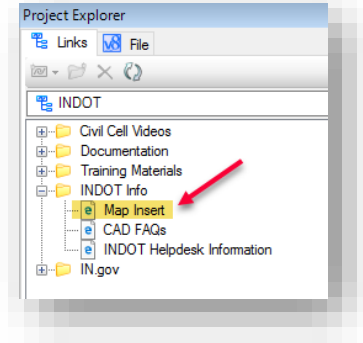 Project Explorer
Links V8 File
INDOT
Civil Cell Videos
Documentation
Training Materials
INDOT Info
Map Insert
CAD FAQs
INDOT Helpdesk Information
IN.gov